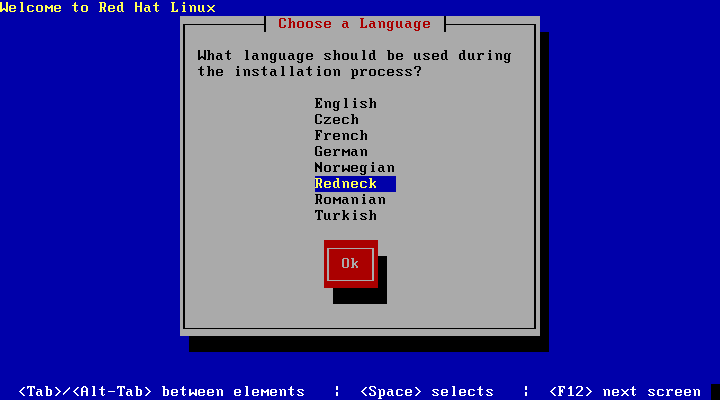 Welcome to Red Hat Linux
Choose a Language
What language should be used during
the installation process?
English
Czech
French
German
Norwegian
Redneck
Romanian
Turkish
Ok
<Tab>/<Alt-Tab> between elements ¦ <Space> selects ¦ <F12> next screen